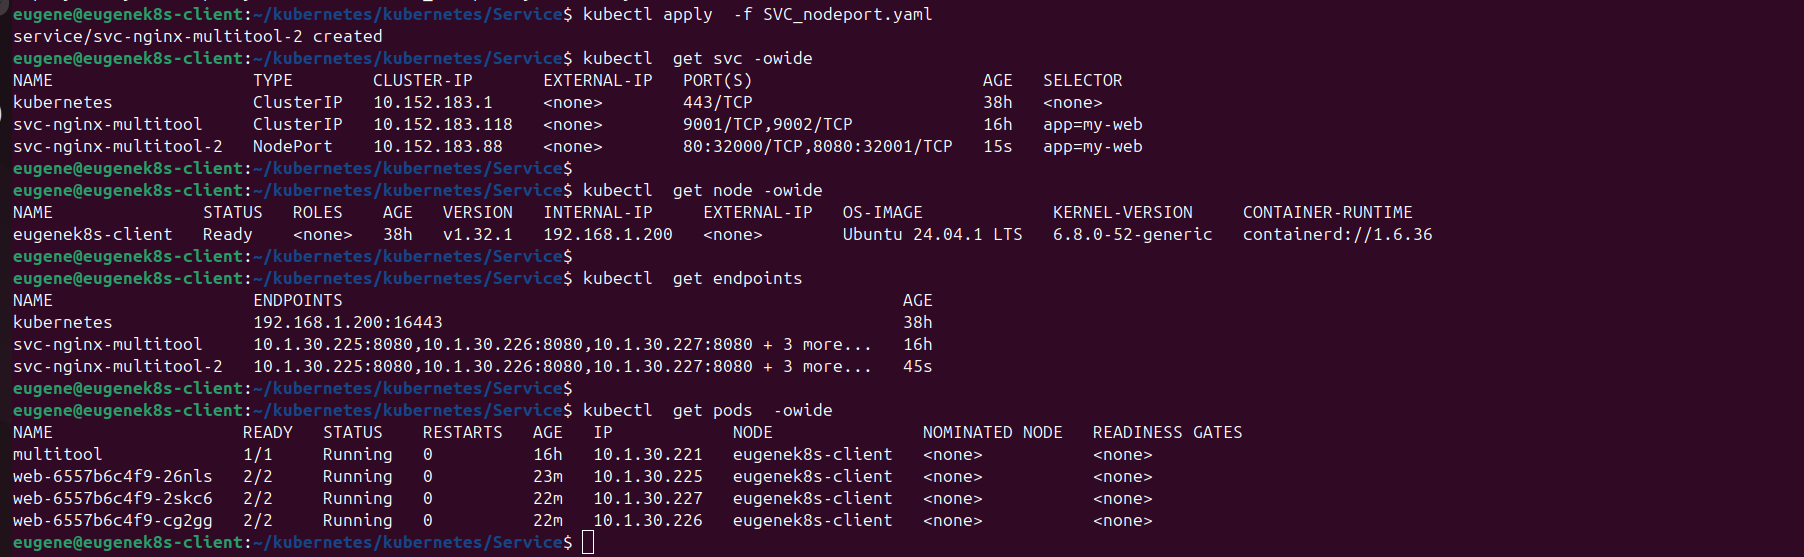 eugene@eugenek8s-client:~/kubernetes/kubernetes/Service$ kubectl apply  -f SVC_nodeport.yaml
service/svc-nginx-multitool-2 created
eugene@eugenek8s-client:~/kubernetes/kubernetes/Service$ kubectl  get svc -owide
NAME                    TYPE        CLUSTER-IP       EXTERNAL-IP   PORT(S)                       AGE   SELECTOR
kubernetes              ClusterIP   10.152.183.1     <none>        443/TCP                       38h   <none>
svc-nginx-multitool     ClusterIP   10.152.183.118   <none>        9001/TCP,9002/TCP             16h   app=my-web
svc-nginx-multitool-2   NodePort    10.152.183.88    <none>        80:32000/TCP,8080:32001/TCP   15s   app=my-web
eugene@eugenek8s-client:~/kubernetes/kubernetes/Service$
eugene@eugenek8s-client:~/kubernetes/kubernetes/Service$ kubectl  get node -owide
NAME               STATUS   ROLES    AGE   VERSION   INTERNAL-IP     EXTERNAL-IP   OS-IMAGE             KERNEL-VERSION     CONTAINER-RUNTIME
eugenek8s-client   Ready    <none>   38h   v1.32.1   192.168.1.200   <none>        Ubuntu 24.04.1 LTS   6.8.0-52-generic   containerd://1.6.36
eugene@eugenek8s-client:~/kubernetes/kubernetes/Service$
eugene@eugenek8s-client:~/kubernetes/kubernetes/Service$ kubectl  get endpoints
NAME                    ENDPOINTS                                                        AGE
kubernetes              192.168.1.200:16443                                              38h
svc-nginx-multitool     10.1.30.225:8080,10.1.30.226:8080,10.1.30.227:8080 + 3 more...   16h
svc-nginx-multitool-2   10.1.30.225:8080,10.1.30.226:8080,10.1.30.227:8080 + 3 more...   45s
eugene@eugenek8s-client:~/kubernetes/kubernetes/Service$
eugene@eugenek8s-client:~/kubernetes/kubernetes/Service$ kubectl  get pods  -owide
NAME                   READY   STATUS    RESTARTS   AGE   IP            NODE               NOMINATED NODE   READINESS GATES
multitool              1/1     Running   0          16h   10.1.30.221   eugenek8s-client   <none>           <none>
web-6557b6c4f9-26nls   2/2     Running   0          23m   10.1.30.225   eugenek8s-client   <none>           <none>
web-6557b6c4f9-2skc6   2/2     Running   0          22m   10.1.30.227   eugenek8s-client   <none>           <none>
web-6557b6c4f9-cg2gg   2/2     Running   0          22m   10.1.30.226   eugenek8s-client   <none>           <none>
eugene@eugenek8s-client:~/kubernetes/kubernetes/Service$